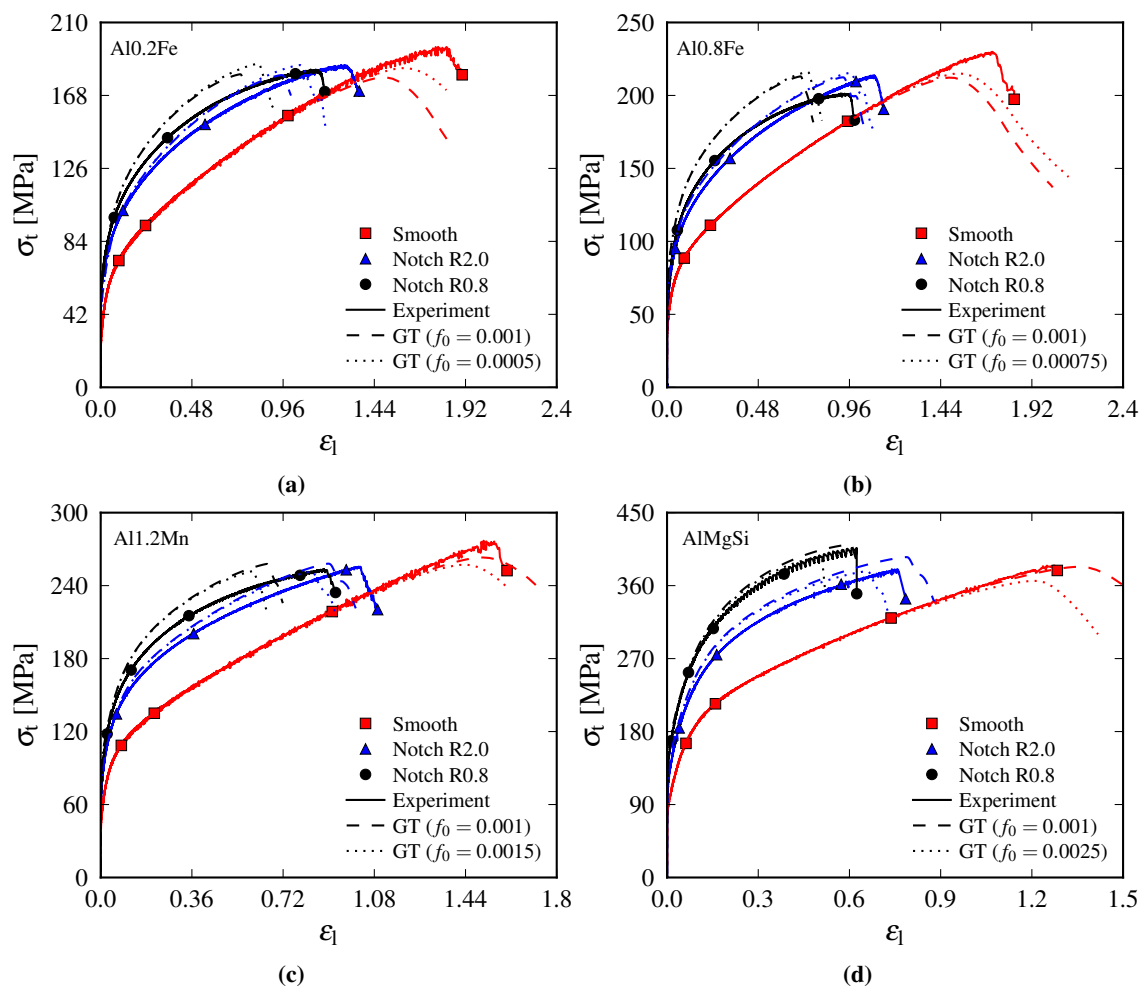 Al0.2Fe
σt [MPa]
210
168
126
84
42
0
0.0 0.48 0.96 1.44 1.92 2.4
εl
Smooth
Notch R2.0
Notch R0.8
Experiment
GT (f0 = 0.001)
GT (f0 = 0.0005)
(a)
Al0.8Fe
σt [MPa]
250
200
150
100
50
0
0.0 0.48 0.96 1.44 1.92 2.4
εl
Smooth
Notch R2.0
Notch R0.8
Experiment
GT (f0 = 0.001)
GT (f0 = 0.00075)
(b)
Al1.2Mn
σt [MPa]
300
240
180
120
60
0
0.0 0.36 0.72 1.08 1.44 1.8
εl
Smooth
Notch R2.0
Notch R0.8
Experiment
GT (f0 = 0.001)
GT (f0 = 0.0015)
(c)
AlMgSi
σt [MPa]
450
360
270
180
90
0
0.0 0.3 0.6 0.9 1.2 1.5
εl
Smooth
Notch R2.0
Notch R0.8
Experiment
GT (f0 = 0.001)
GT (f0 = 0.0025)
(d)